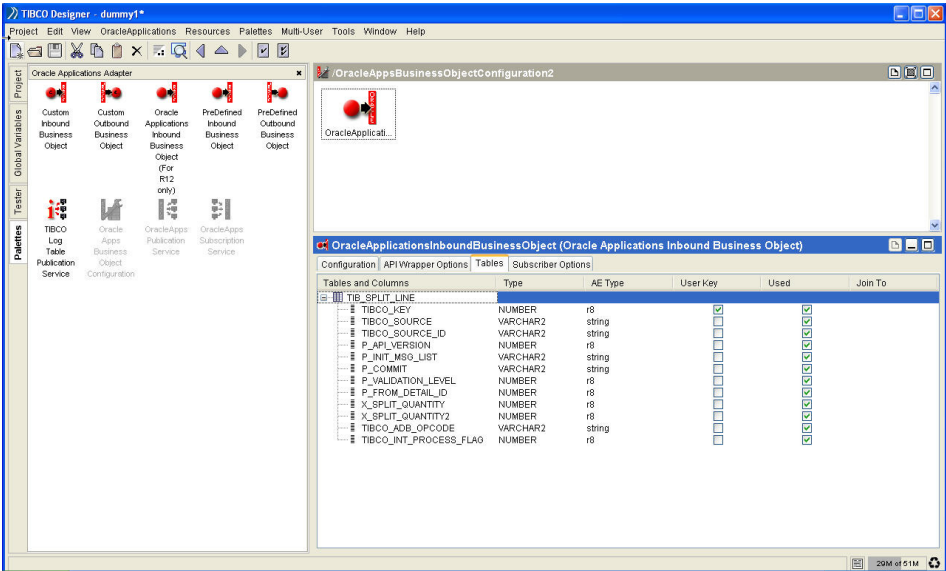 TIBCO Designer - dummy1*
Project Edit View OracleApplications Resources Palettes Multi-User Tools Window Help
Project
Global Variables
Tester
Palettes
Oracle Applications Adapter
Custom
Inbound
Business
Object
Custom
Outbound
Business
Object
Oracle
Applications
Inbound
Business
Object
(For
R12
only)
PreDefined
Inbound
Business
Object
PreDefined
Outbound
Business
Object
TIBCO
Log
Table
Publication
Service
Oracle
Apps
Business
Object
Configuration
OracleApps
Publication
Service
OracleApps
Subscription
Service
/OracleAppsBusinessObjectConfiguration2
OracleApplicati...
OracleApplicationsInboundBusinessObject (Oracle Applications Inbound Business Object)
Configuration API Wrapper Options Tables Subscriber Options
Tables and Columns Type AE Type User Key Used Join To
TIB_SPLIT_LINE
TIBCO_KEY NUMBER r8
TIBCO_SOURCE VARCHAR2 string
TIBCO_SOURCE_ID VARCHAR2 string
P_API_VERSION NUMBER r8
P_INIT_MSG_LIST VARCHAR2 string
P_COMMIT VARCHAR2 string
P_VALIDATION_LEVEL NUMBER r8
P_FROM_DETAIL_ID NUMBER r8
X_SPLIT_QUANTITY NUMBER r8
X_SPLIT_QUANTITY2 NUMBER r8
TIBCO_ADB_OPCODE VARCHAR2 string
TIBCO_INT_PROCESS_FLAG NUMBER r8
29M of 51M